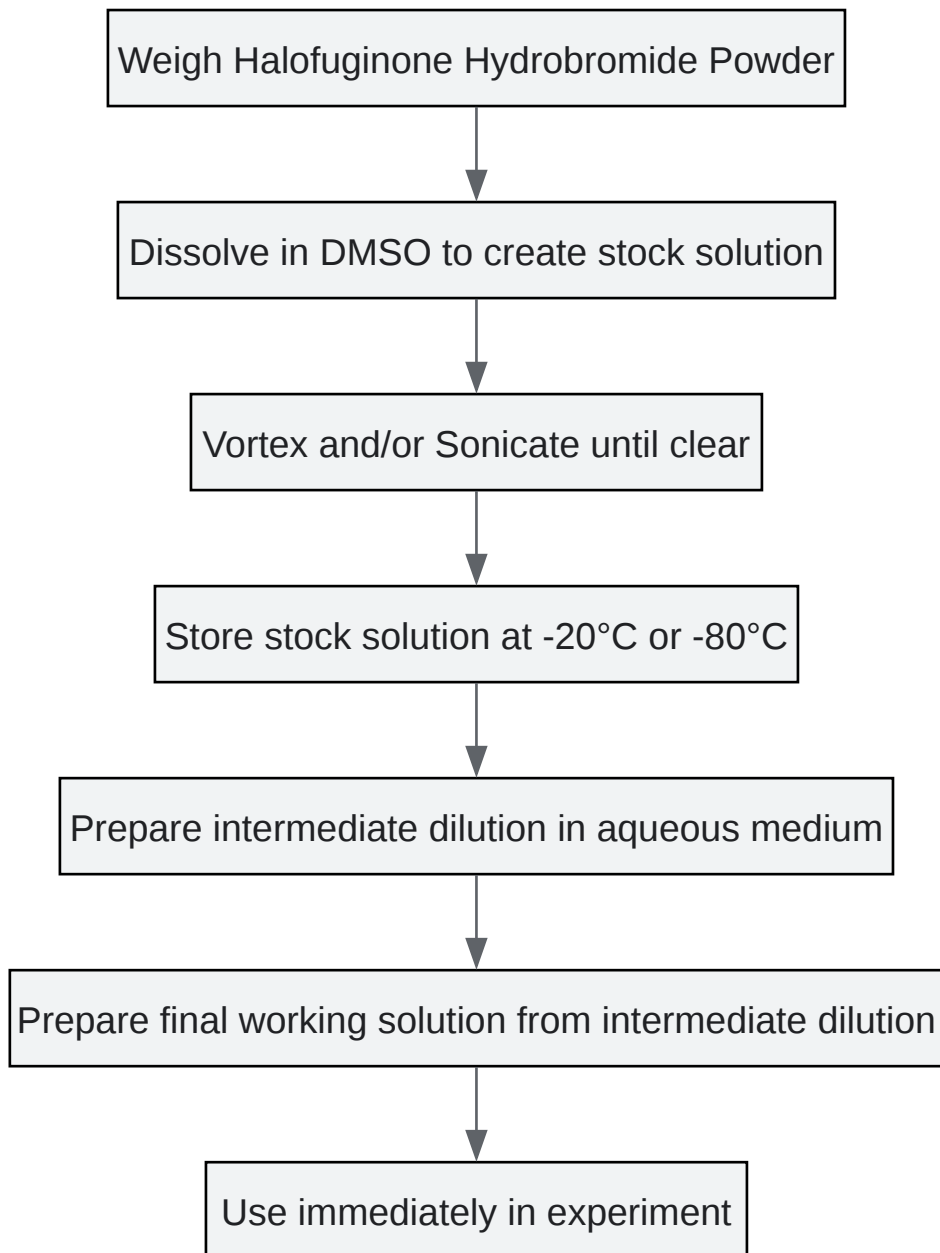 Weigh Halofuginone Hydrobromide Powder
Dissolve in DMSO to create stock solution
Vortex and/or Sonicate until clear
Store stock solution at -20°C or -80°C
Prepare intermediate dilution in aqueous medium
Prepare final working solution from intermediate dilution
Use immediately in experiment